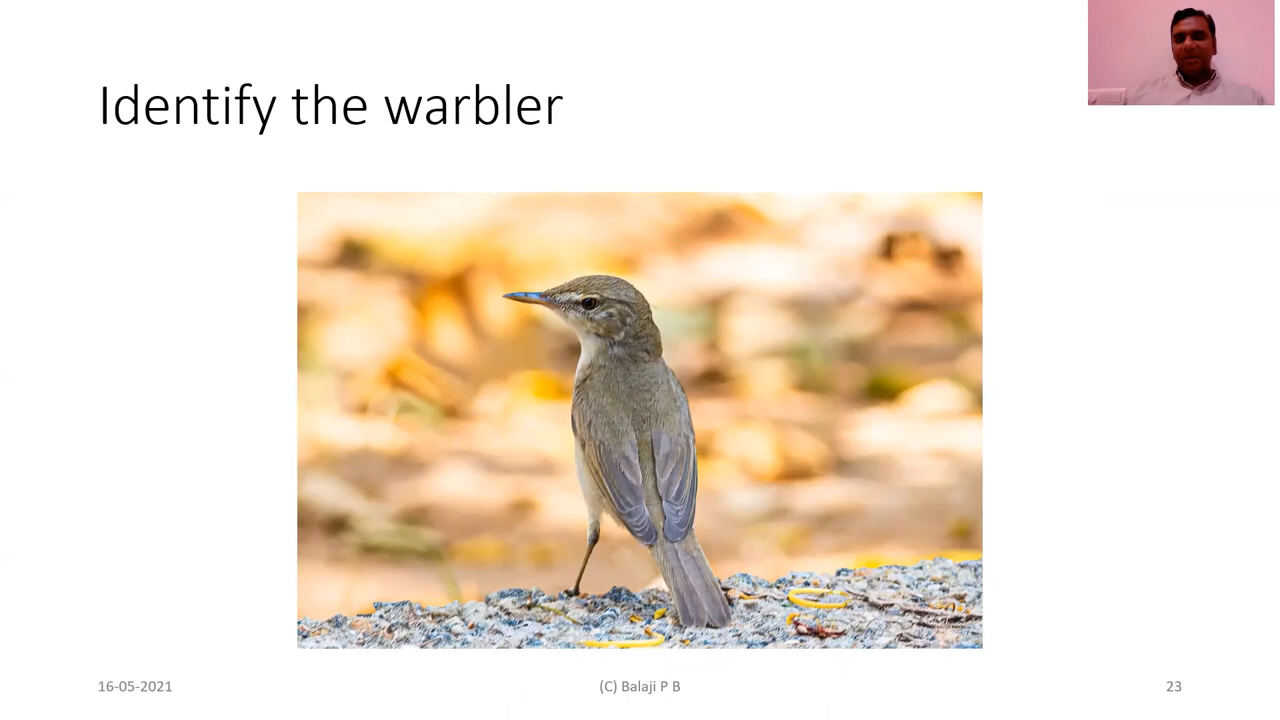 Identify the warbler
16-05-2021
(C) Balaji P B
23